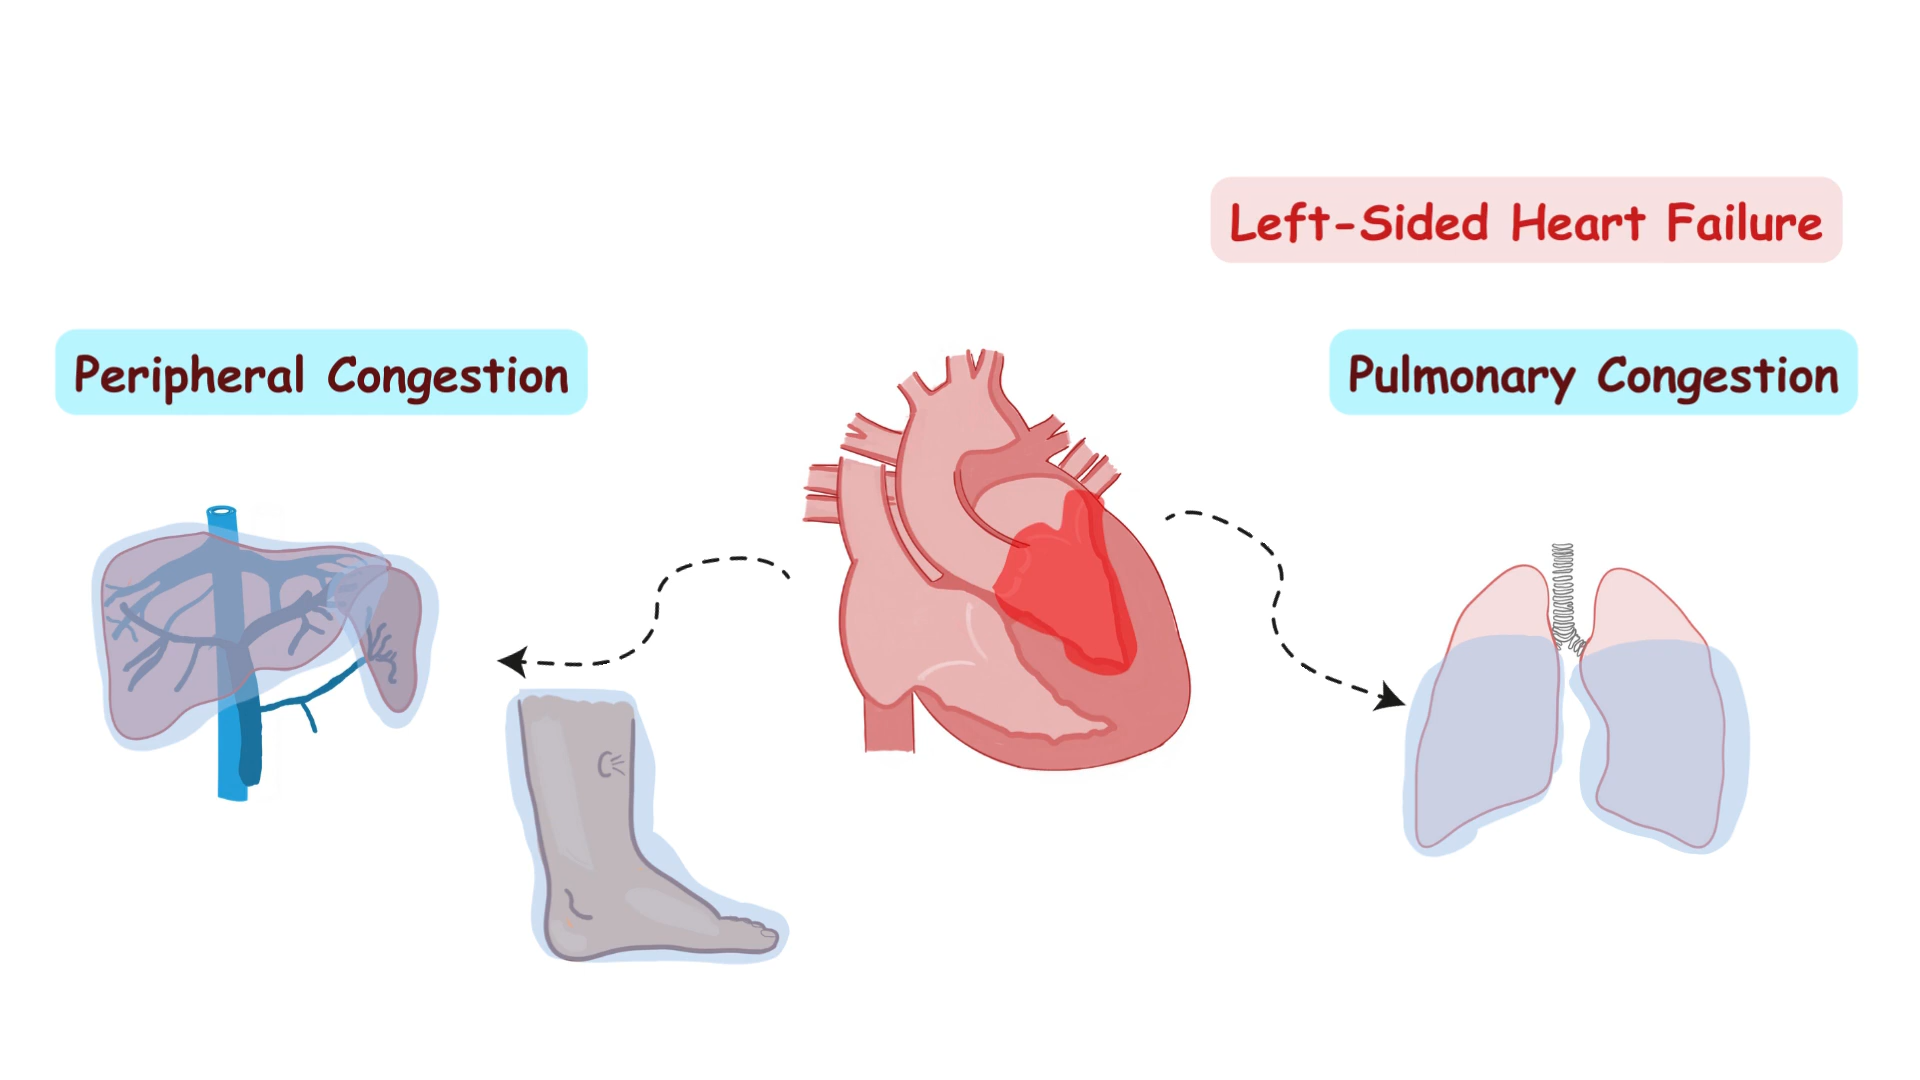 Left-Sided Heart Failure
Peripheral Congestion
Pulmonary Congestion